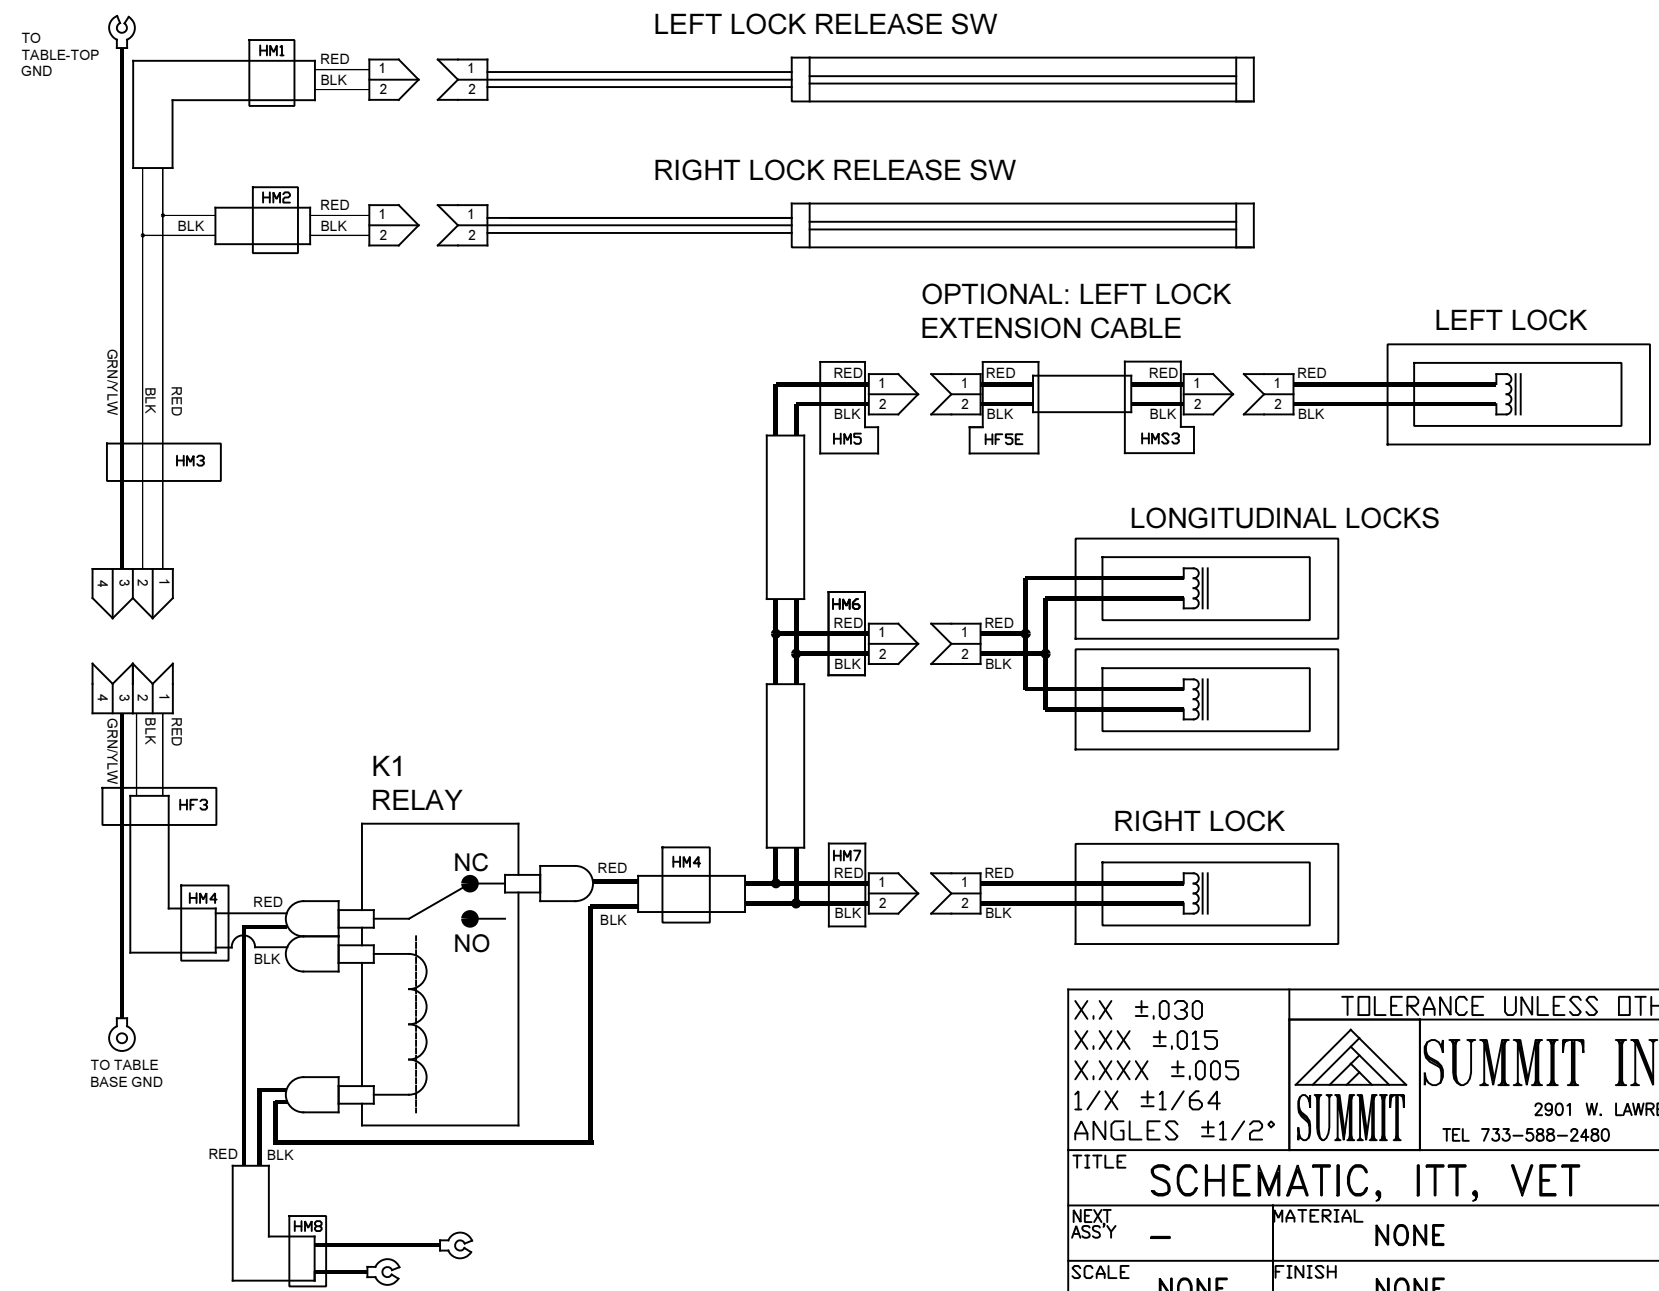 LEFT LOCK RELEASE SW
TO
TABLE-TOP
GND
HM1
RED
BLK
1
2
1
2
RIGHT LOCK RELEASE SW
HM2
BLK
RED
BLK
1
2
1
2
OPTIONAL: LEFT LOCK
EXTENSION CABLE
LEFT LOCK
GRN/YLW
BLK
RED
RED
1
2
BLK
HM5
1
2
RED
BLK
HF5E
RED
BLK
1
2
HMS3
1
2
RED
BLK
HM3
LONGITUDINAL LOCKS
4
3
2
1
HM6
RED
BLK
1
2
1
2
RED
BLK
4
3
2
1
GRN/YLW
BLK
RED
HF3
K1
RELAY
RIGHT LOCK
NC
NO
RED
BLK
HM4
HM7
RED
BLK
1
2
1
2
RED
BLK
HM4
RED
BLK
TO TABLE
BASE GND
RED
BLK
HM8
X.X ±.030
X.XX ±.015
X.XXX ±.005
1/X ±1/64
ANGLES ±1/2°
TOLERANCE UNLESS OTH
SUMMIT
SUMMIT IN
2901 W. LAWRE
TEL 733-588-2480
TITLE
SCHEMATIC, ITT, VET
NEXT
ASS'Y
–
MATERIAL
NONE
SCALE
NONE
FINISH
NONE